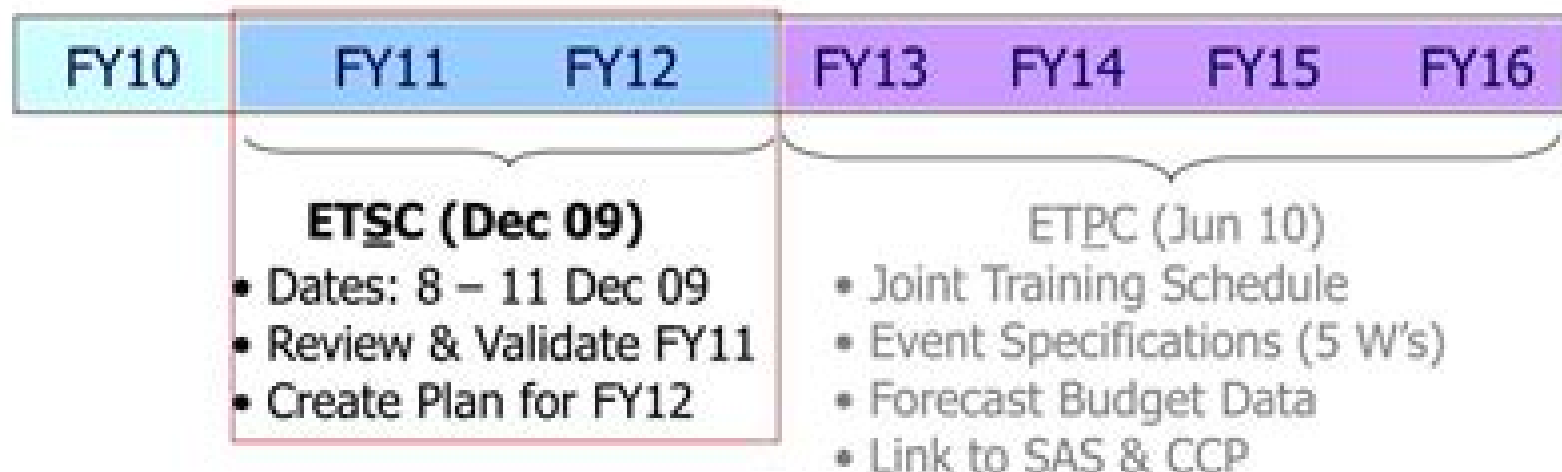 FY10 FY11 FY12 FY13 FY14 FY15 FY16
ETSC (Dec 09)
• Dates: 8 – 11 Dec 09
• Review & Validate FY11
• Create Plan for FY12
ETPC (Jun 10)
• Joint Training Schedule
• Event Specifications (5 W's)
• Forecast Budget Data
• Link to SAS & CCP